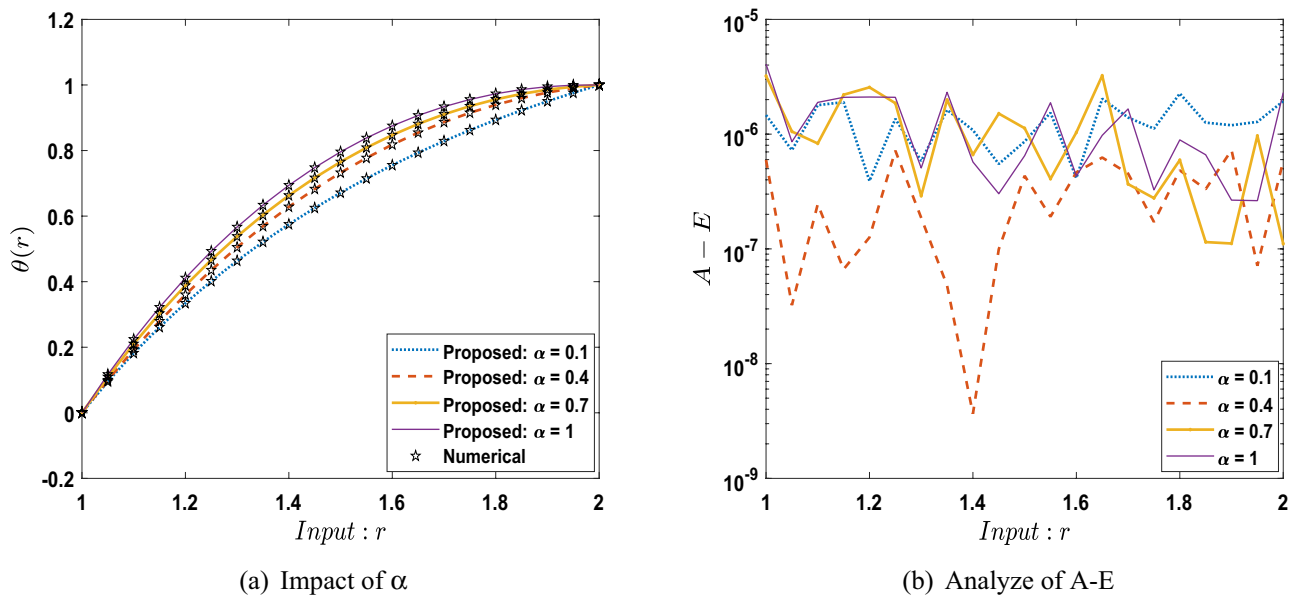 1.2
1
0.8
0.6
0.4
0.2
0
-0.2
θ(r)
1 1.2 1.4 1.6 1.8 2
Input : r
Proposed: α = 0.1
Proposed: α = 0.4
Proposed: α = 0.7
Proposed: α = 1
Numerical
(a) Impact of α
10^-5
10^-6
10^-7
10^-8
10^-9
A − E
1 1.2 1.4 1.6 1.8 2
Input : r
α = 0.1
α = 0.4
α = 0.7
α = 1
(b) Analyze of A-E